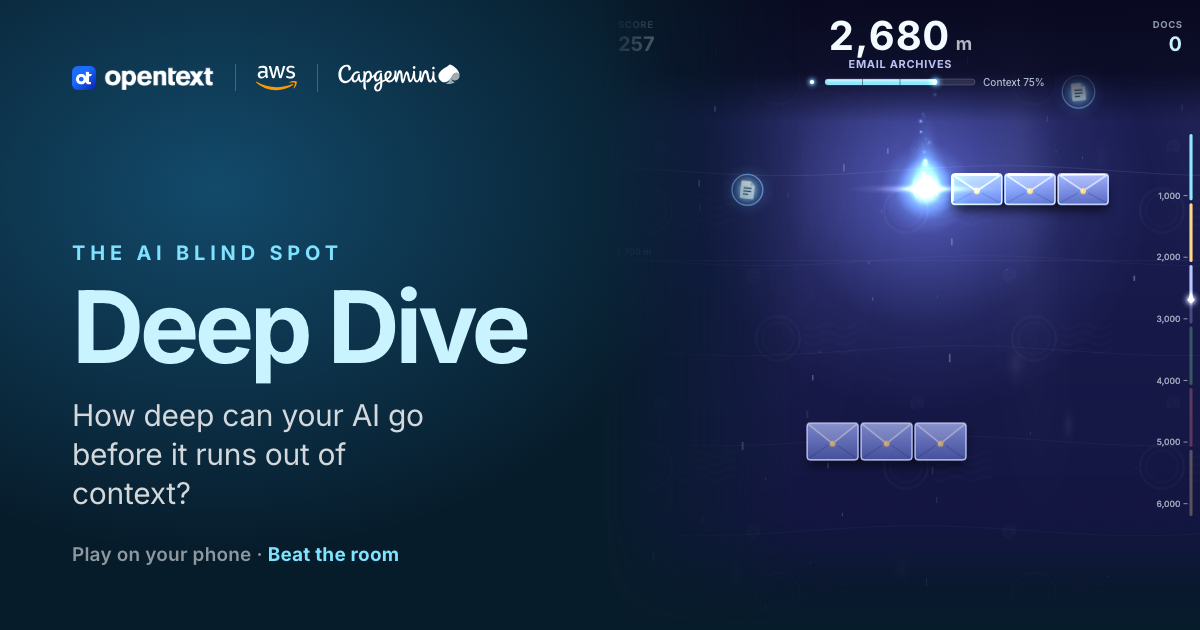 opentext
aws
Capgemini
THE AI BLIND SPOT
Deep Dive
How deep can your AI go
before it runs out of
context?
Play on your phone · Beat the room
SCORE
257
2,680 m
EMAIL ARCHIVES
Context 75%
DOCS
0
1,000
2,000
3,000
4,000
5,000
6,000